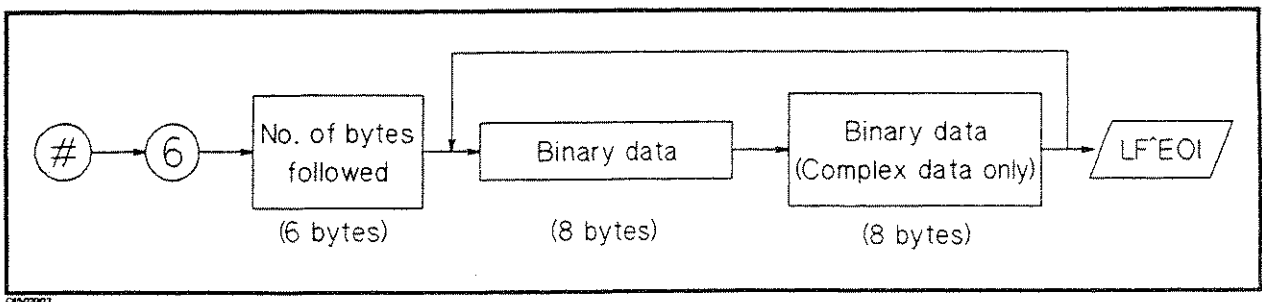 #
6
No. of bytes
followed
(6 bytes)
Binary data
(8 bytes)
Binary data
(Complex data only)
(8 bytes)
LF^EOI